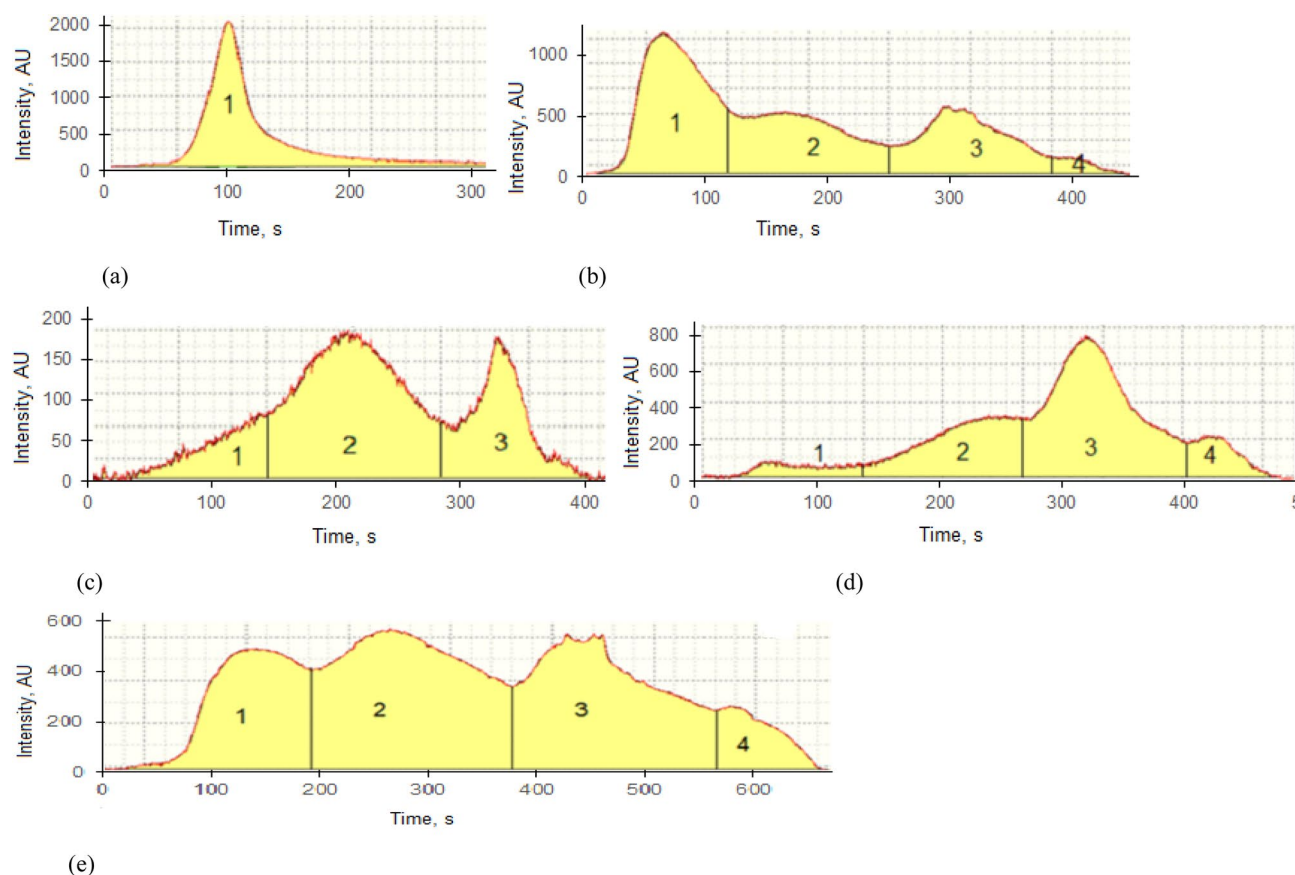 2000
1500
1000
500
0
Intensity, AU
1
0 100 200 300
Time, s
(a)
1000
500
0
Intensity, AU
1 2 3 4
0 100 200 300 400
Time, s
(b)
200
150
100
50
0
Intensity, AU
1 2 3
0 100 200 300 400
Time, s
(c)
800
600
400
200
0
Intensity, AU
1 2 3 4
0 100 200 300 400 5
Time, s
(d)
600
400
200
0
Intensity, AU
1 2 3 4
0 100 200 300 400 500 600
Time, s
(e)